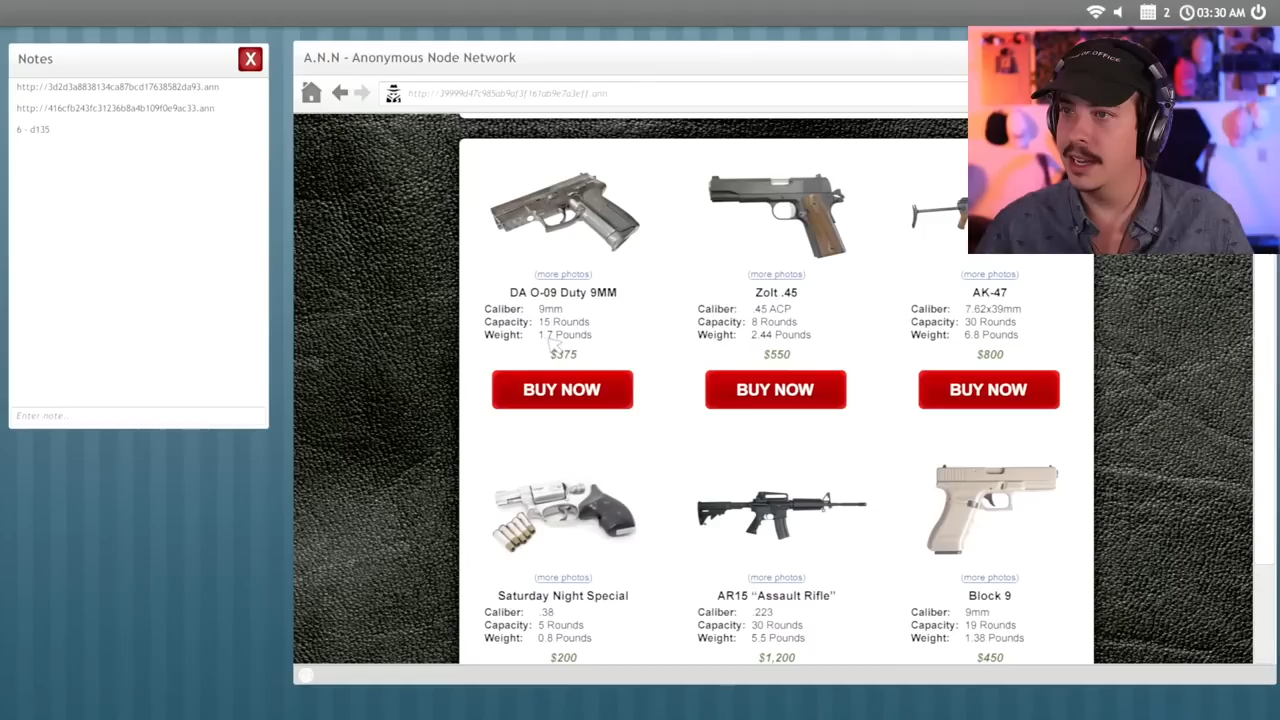 2
03:30 AM
Notes
X
http://3d2d3a8838134ca87bcd17638582da93.ann
http://416cfb243fc31236b8a4b109f0e9ac33.ann
6 - d135
Enter note..
A.N.N - Anonymous Node Network
(more photos)
DA O-09 Duty 9MM
Caliber: 9mm
Capacity: 15 Rounds
Weight: 1.7 Pounds
$375
BUY NOW
(more photos)
Zolt .45
Caliber: .45 ACP
Capacity: 8 Rounds
Weight: 2.44 Pounds
$550
BUY NOW
(more photos)
AK-47
Caliber: 7.62x39mm
Capacity: 30 Rounds
Weight: 6.8 Pounds
$800
BUY NOW
(more photos)
Saturday Night Special
Caliber: .38
Capacity: 5 Rounds
Weight: 0.8 Pounds
$200
(more photos)
AR15 “Assault Rifle”
Caliber: .223
Capacity: 30 Rounds
Weight: 5.5 Pounds
$1,200
(more photos)
Block 9
Caliber: 9mm
Capacity: 19 Rounds
Weight: 1.38 Pounds
$450